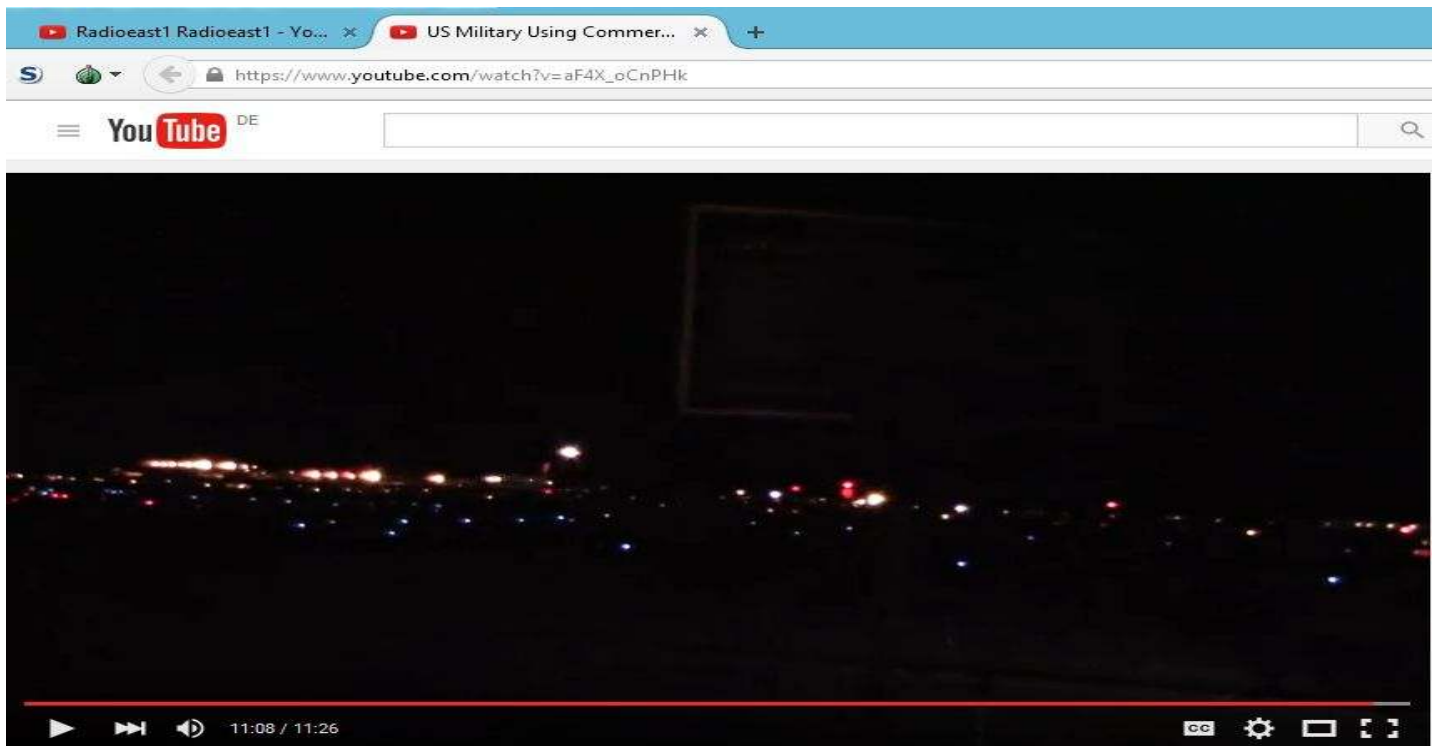 Radioeast1 Radioeast1 - Yo... × US Military Using Commer... × +
S) https://www.youtube.com/watch?v=aF4X_oCnPHk
YouTube DE
11:08 / 11:26 CC